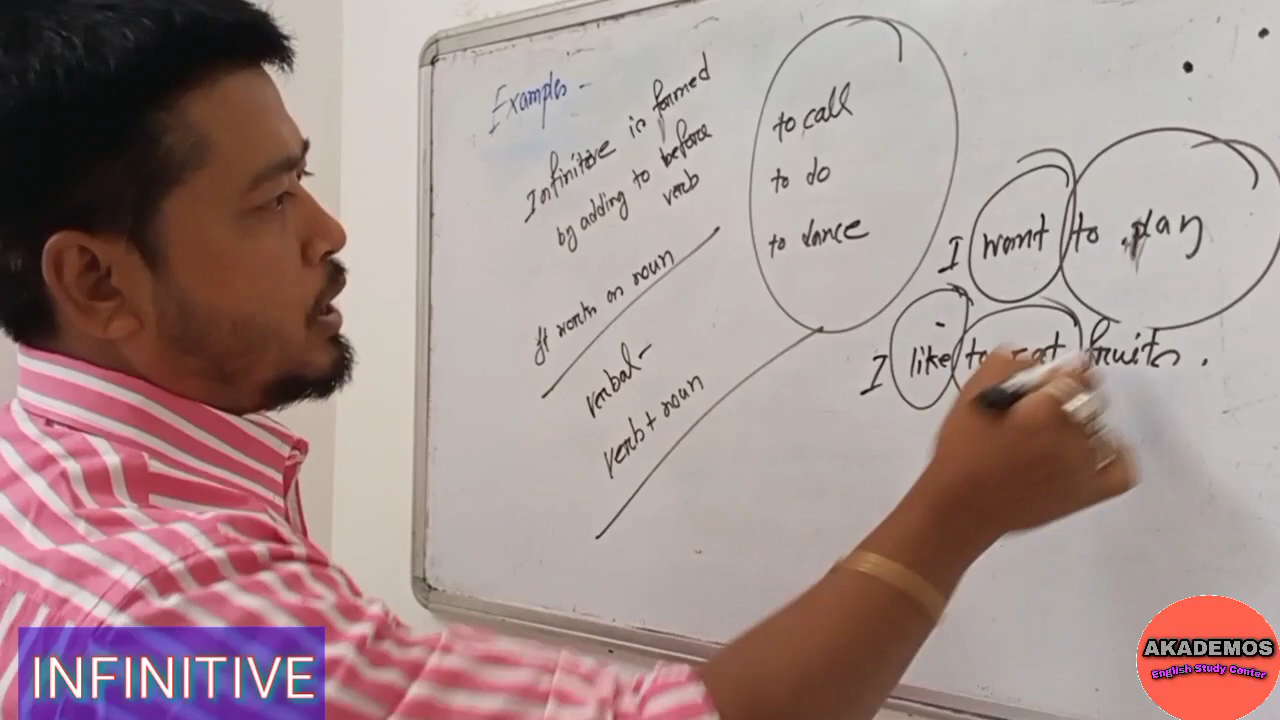 Examples -
Infinitive is formed
by adding to before
verb
It works as noun
verbal-
verb + noun
to call
to do
to dance
I want to play
I like to eat fruits.
INFINITIVE
AKADEMOS
English Study Center